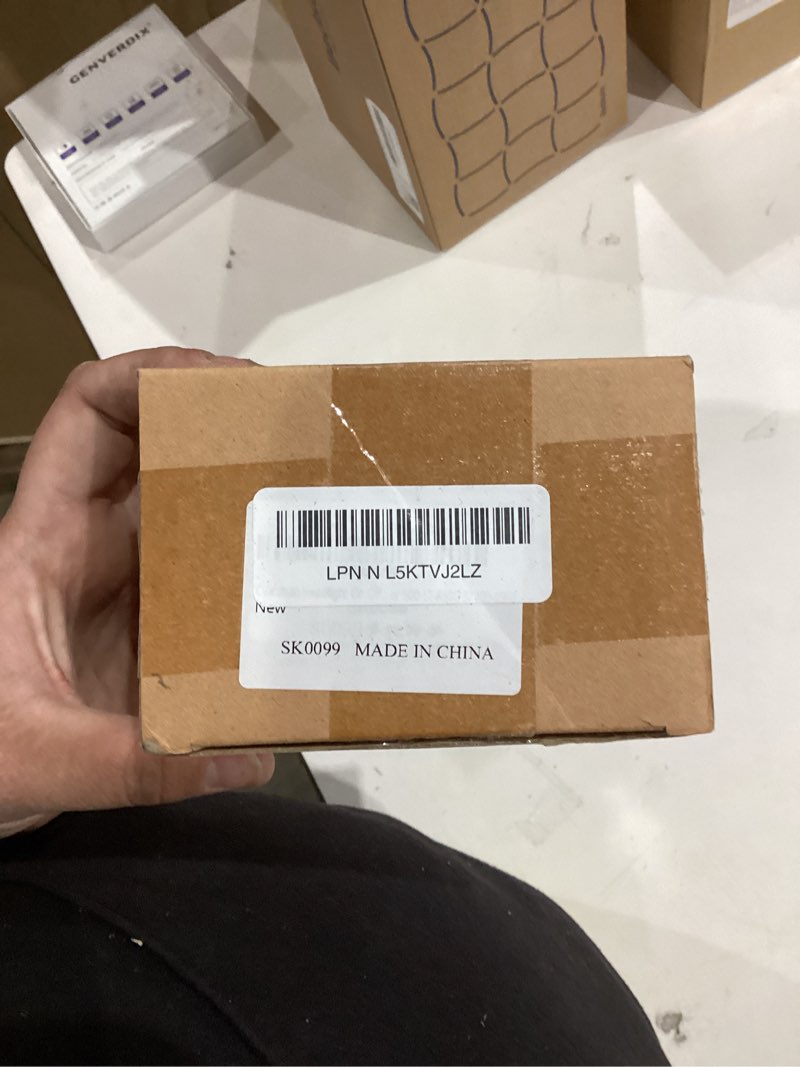 GENVERDIX
LPN N L5KTVJ2LZ
New
SK0099 MADE IN CHINA